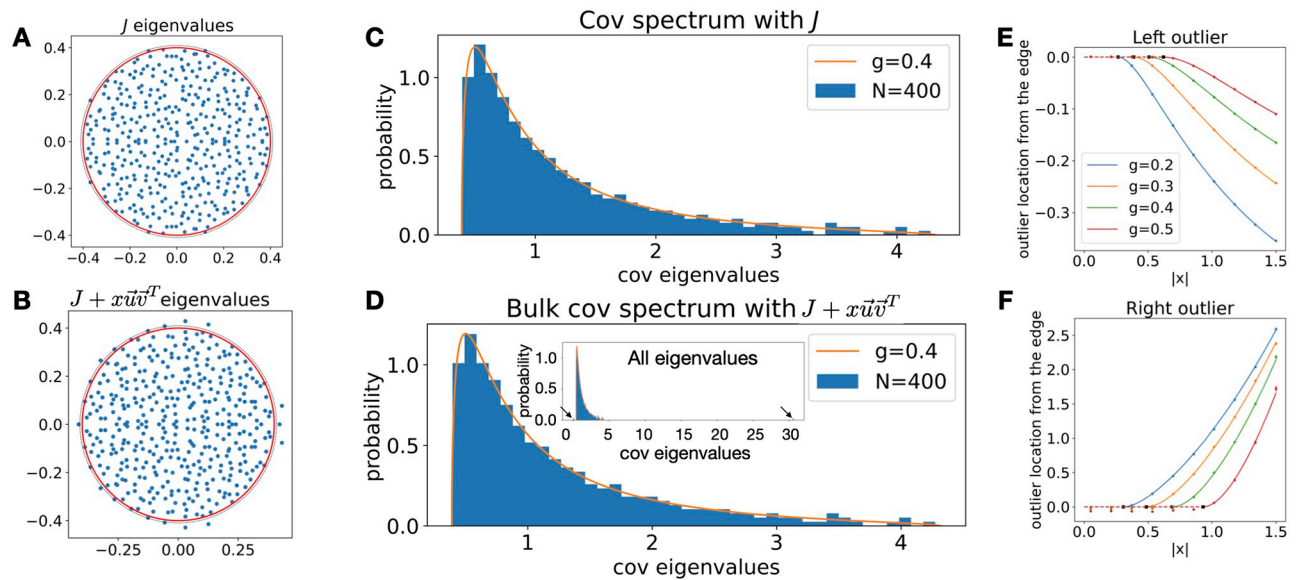 A
J eigenvalues
0.4
0.2
0.0
−0.2
−0.4
−0.4 −0.2 0.0 0.2 0.4
B
J + xu⃗v⃗ᵀ eigenvalues
0.4
0.2
0.0
−0.2
−0.4
−0.25 0.00 0.25
C
Cov spectrum with J
probability
1.0
0.5
0.0
g=0.4
N=400
1 2 3 4
cov eigenvalues
D
Bulk cov spectrum with J + xu⃗v⃗ᵀ
probability
1.0
0.5
0.0
g=0.4
N=400
All eigenvalues
probability
1.0
0.5
0.0
0 5 10 15 20 25 30
cov eigenvalues
1 2 3 4
cov eigenvalues
E
Left outlier
outlier location from the edge
0.0
−0.1
−0.2
−0.3
g=0.2
g=0.3
g=0.4
g=0.5
0.0 0.5 1.0 1.5
|x|
F
Right outlier
outlier location from the edge
2.5
2.0
1.5
1.0
0.5
0.0
0.0 0.5 1.0 1.5
|x|